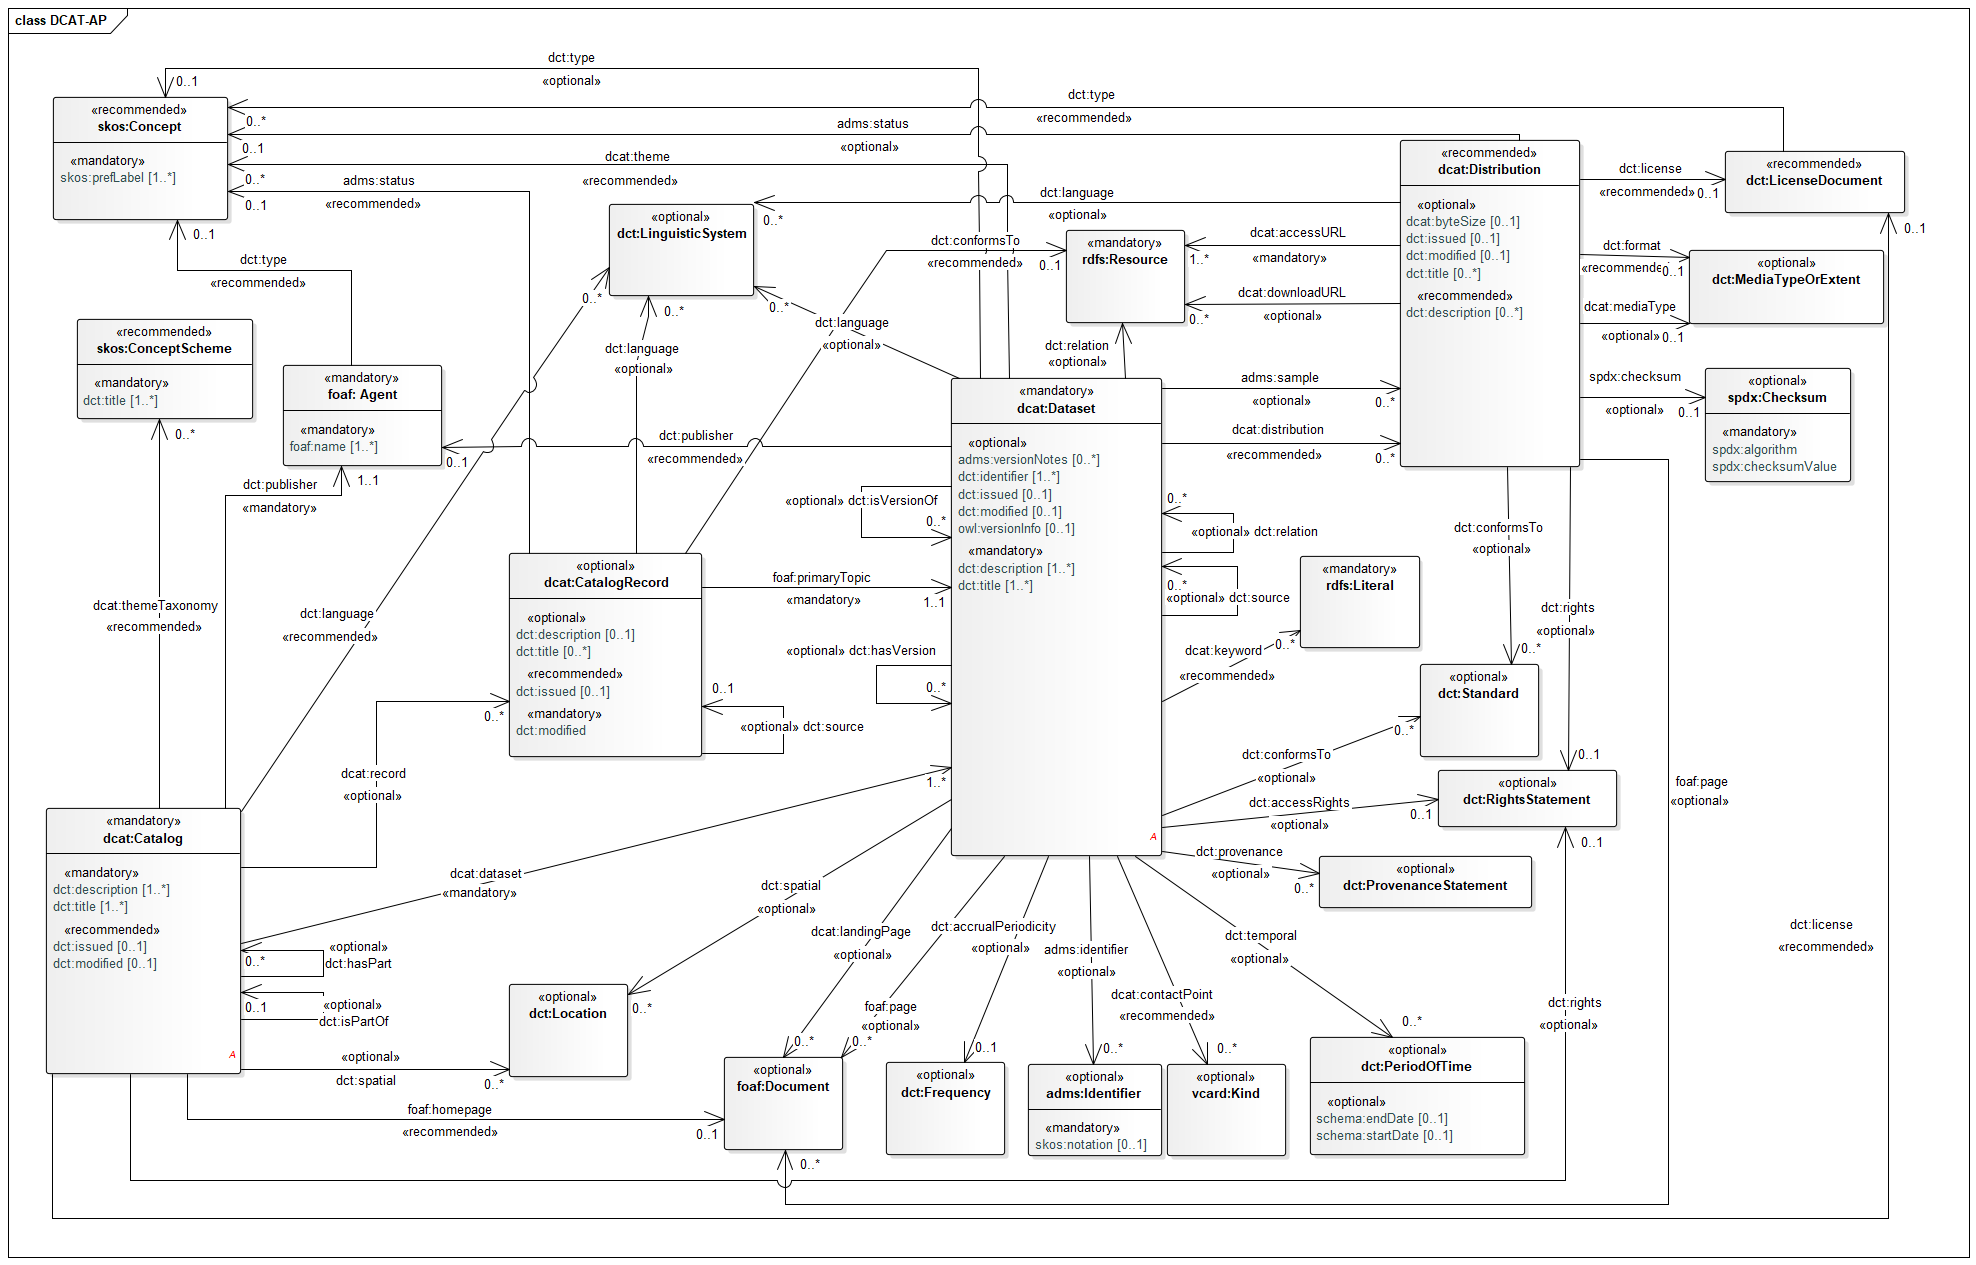 class DCAT-AP
dct:type
«optional»
0..1
«recommended»
skos:Concept
«mandatory»
skos:prefLabel [1..*]
dct:type
«recommended»
0..*
adms:status
«optional»
0..1
dcat:theme
«recommended»
0..*
adms:status
«recommended»
0..1
0..1
dct:type
«recommended»
«recommended»
skos:ConceptScheme
«mandatory»
dct:title [1..*]
0..*
«mandatory»
foaf: Agent
«mandatory»
foaf:name [1..*]
0..1
1..1
dct:publisher
«mandatory»
dct:publisher
«recommended»
«optional»
dct:LinguisticSystem
0..*
dct:language
«optional»
0..*
0..*
dct:language
«optional»
0..*
dct:language
«optional»
dct:conformsTo
«recommended»
0..1
«mandatory»
rdfs:Resource
dcat:accessURL
«mandatory»
1..*
dcat:downloadURL
«optional»
0..*
dct:relation
«optional»
«recommended»
dcat:Distribution
«optional»
dcat:byteSize [0..1]
dct:issued [0..1]
dct:modified [0..1]
dct:title [0..*]
«recommended»
dct:description [0..*]
dct:license
«recommended»
0..1
«recommended»
dct:LicenseDocument
0..1
dct:format
«recommended»
0..1
«optional»
dct:MediaTypeOrExtent
dcat:mediaType
«optional»
0..1
spdx:checksum
«optional»
0..1
«optional»
spdx:Checksum
«mandatory»
spdx:algorithm
spdx:checksumValue
adms:sample
«optional»
0..*
dcat:distribution
«recommended»
0..*
«mandatory»
dcat:Dataset
«optional»
adms:versionNotes [0..*]
dct:identifier [1..*]
dct:issued [0..1]
dct:modified [0..1]
owl:versionInfo [0..1]
«mandatory»
dct:description [1..*]
dct:title [1..*]
A
«optional» dct:isVersionOf
0..*
0..*
«optional» dct:relation
0..*
«optional» dct:source
«optional» dct:hasVersion
0..*
foaf:primaryTopic
«mandatory»
1..1
«optional»
dcat:CatalogRecord
«optional»
dct:description [0..1]
dct:title [0..*]
«recommended»
dct:issued [0..1]
«mandatory»
dct:modified
0..1
«optional» dct:source
0..*
dcat:record
«optional»
dcat:themeTaxonomy
«recommended»
dct:language
«recommended»
«mandatory»
rdfs:Literal
0..*
dcat:keyword
«recommended»
dct:conformsTo
«optional»
0..*
dct:rights
«optional»
0..1
«optional»
dct:Standard
0..*
dct:conformsTo
«optional»
«optional»
dct:RightsStatement
dct:accessRights
«optional»
0..1
0..1
foaf:page
«optional»
dct:provenance
«optional»
0..*
«optional»
dct:ProvenanceStatement
«mandatory»
dcat:Catalog
«mandatory»
dct:description [1..*]
dct:title [1..*]
«recommended»
dct:issued [0..1]
dct:modified [0..1]
A
dcat:dataset
«mandatory»
1..*
«optional»
dct:hasPart
0..*
«optional»
dct:isPartOf
0..1
«optional»
dct:spatial
0..*
«optional»
dct:Location
0..*
dct:spatial
«optional»
dcat:landingPage
«optional»
0..*
foaf:page
«optional»
0..*
dct:accrualPeriodicity
«optional»
0..1
adms:identifier
«optional»
0..*
dcat:contactPoint
«recommended»
0..*
dct:temporal
«optional»
0..*
dct:license
«recommended»
dct:rights
«optional»
foaf:homepage
«recommended»
0..1
«optional»
foaf:Document
0..*
«optional»
dct:Frequency
«optional»
adms:Identifier
«mandatory»
skos:notation [0..1]
«optional»
vcard:Kind
«optional»
dct:PeriodOfTime
«optional»
schema:endDate [0..1]
schema:startDate [0..1]